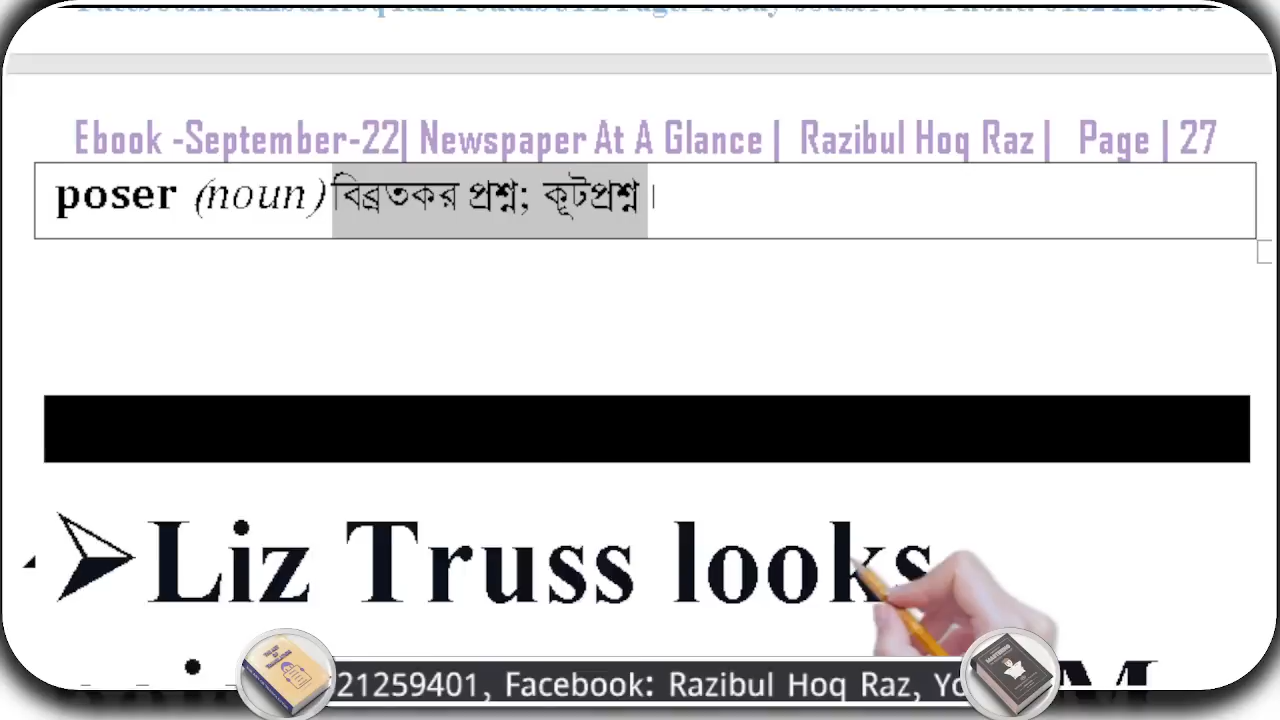 Ebook -September-22| Newspaper At A Glance | Razibul Hoq Raz | Page | 27
poser (noun) বিব্রতকর প্রশ্ন; কূটপ্রশ্ন।
➢Liz Truss looks
21259401, Facebook: Razibul Hoq Raz, Yo